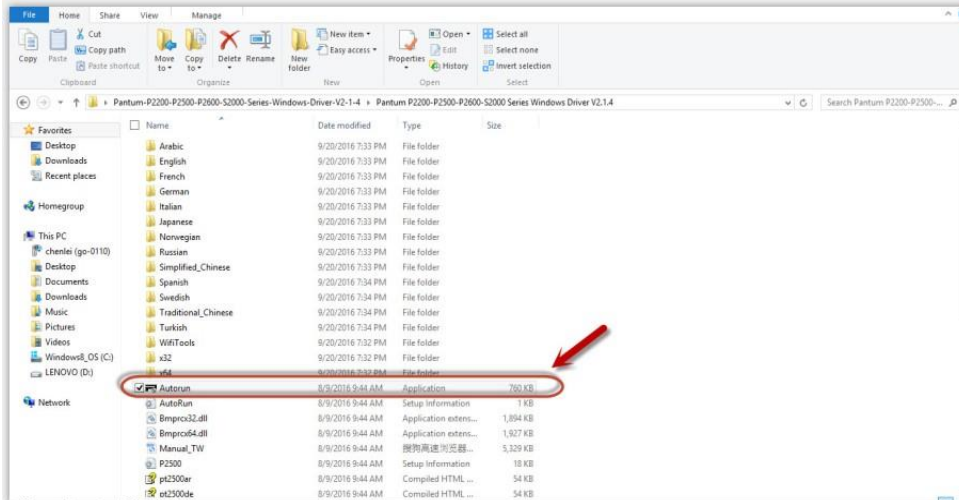 File Home Share View Manage
Cut
Copy path
Paste shortcut
Copy Paste
Move to Copy to Delete Rename
New folder
New item
Easy access
Properties
Open
Edit
History
Select all
Select none
Invert selection
Clipboard Organize New Open Select
Pantum-P2200-P2500-P2600-S2000-Series-Windows-Driver-V2-1-4 Pantum P2200-P2500-P2600-S2000 Series Windows Driver V2.1.4 Search Pantum P2200-P2500-...
Name Date modified Type Size
Favorites
Desktop
Downloads
Recent places
Homegroup
This PC
chenlei (go-0110)
Desktop
Documents
Downloads
Music
Pictures
Videos
Windows8_OS (C:)
LENOVO (D:)
Network
Arabic 9/20/2016 7:33 PM File folder
English 9/20/2016 7:33 PM File folder
French 9/20/2016 7:33 PM File folder
German 9/20/2016 7:33 PM File folder
Italian 9/20/2016 7:33 PM File folder
Japanese 9/20/2016 7:33 PM File folder
Norwegian 9/20/2016 7:33 PM File folder
Russian 9/20/2016 7:33 PM File folder
Simplified_Chinese 9/20/2016 7:33 PM File folder
Spanish 9/20/2016 7:34 PM File folder
Swedish 9/20/2016 7:34 PM File folder
Traditional_Chinese 9/20/2016 7:34 PM File folder
Turkish 9/20/2016 7:34 PM File folder
WifiTools 9/20/2016 7:32 PM File folder
x32 9/20/2016 7:32 PM File folder
x64 9/20/2016 7:32 PM File folder
Autorun 8/9/2016 9:44 AM Application 760 KB
AutoRun 8/9/2016 9:44 AM Setup Information 1 KB
Bmprcx32.dll 8/9/2016 9:44 AM Application extens... 1,894 KB
Bmprcx64.dll 8/9/2016 9:44 AM Application extens... 1,927 KB
Manual_TW 8/9/2016 9:44 AM 搜狗高速浏览器... 5,329 KB
P2500 8/9/2016 9:44 AM Setup Information 18 KB
pt2500ar 8/9/2016 9:44 AM Compiled HTML ... 54 KB
pt2500de 8/9/2016 9:44 AM Compiled HTML ... 54 KB